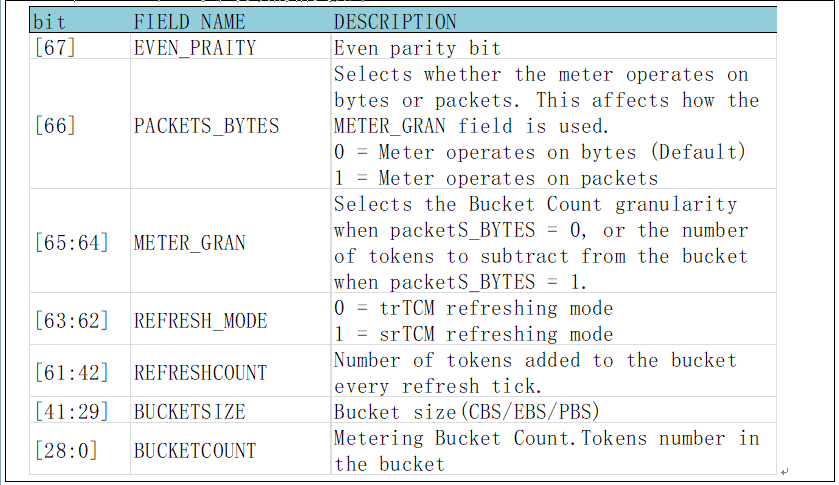 bit FIELD NAME DESCRIPTION
[67] EVEN_PRAITY Even parity bit
Selects whether the meter operates on
bytes or packets. This affects how the
[66] PACKETS_BYTES METER_GRAN field is used.
0 = Meter operates on bytes (Default)
1 = Meter operates on packets
Selects the Bucket Count granularity
when packetS_BYTES = 0, or the number
[65:64] METER_GRAN of tokens to subtract from the bucket
when packetS_BYTES = 1.
[63:62] REFRESH_MODE 0 = trTCM refreshing mode
1 = srTCM refreshing mode
[61:42] REFRESHCOUNT Number of tokens added to the bucket
every refresh tick.
[41:29] BUCKETSIZE Bucket size(CBS/EBS/PBS)
[28:0] BUCKETCOUNT Metering Bucket Count.Tokens number in
the bucket